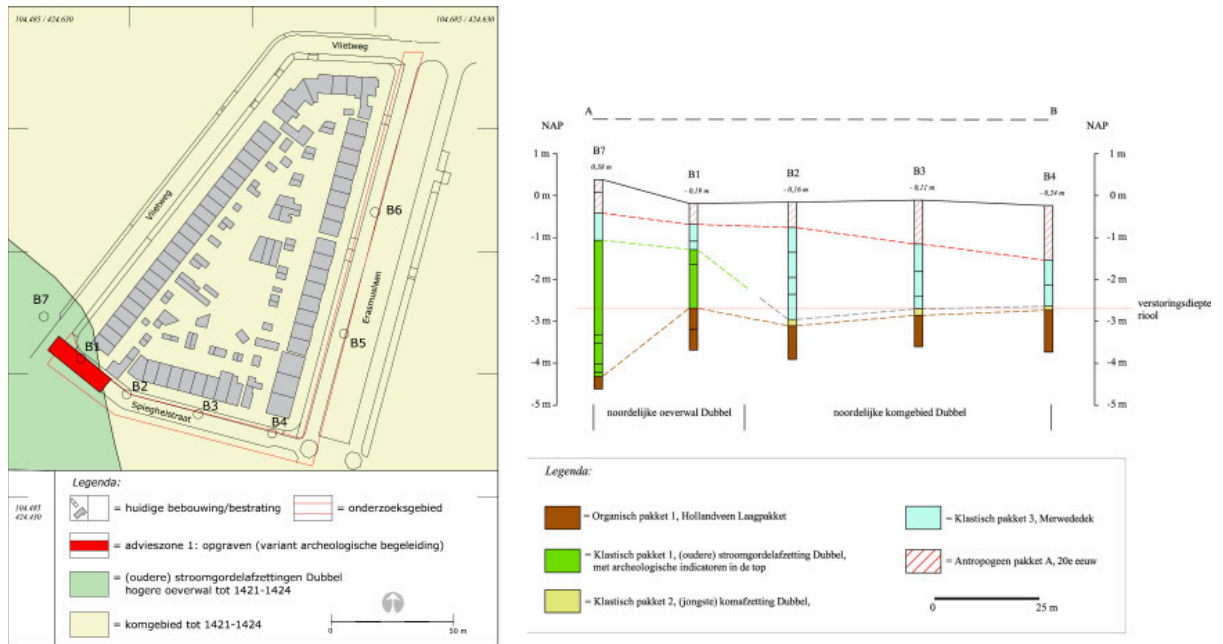 104.485 / 424.630
104.685 / 424.630
Vlietweg
Vlietweg
B6
Erasmuslaan
B7
B5
B1
B2
B3
B4
Spieghelstraat
Legenda:
104.485
424.430
= huidige bebouwing/bestrating
= onderzoeksgebied
= advieszone 1: opgraven (variant archeologische begeleiding)
= (oudere) stroomgordelafzettingen Dubbel
hogere oeverwal tot 1421-1424
= komgebied tot 1421-1424
0
50 m
A
B
NAP
NAP
B7
0,38 m
B1
- 0,19 m
B2
- 0,16 m
B3
- 0,11 m
B4
- 0,24 m
1 m
0 m
-1 m
-2 m
-3 m
-4 m
-5 m
1 m
0 m
-1 m
-2 m
-3 m
-4 m
-5 m
verstoringsdiepte
riool
noordelijke oeverwal Dubbel
noordelijke komgebied Dubbel
Legenda:
= Organisch pakket 1, Hollandveen Laagpakket
= Klastisch pakket 1, (oudere) stroomgordelafzetting Dubbel,
met archeologische indicatoren in de top
= Klastisch pakket 2, (jongste) komafzetting Dubbel,
= Klastisch pakket 3, Merwededek
= Antropogeen pakket A, 20e eeuw
0
25 m